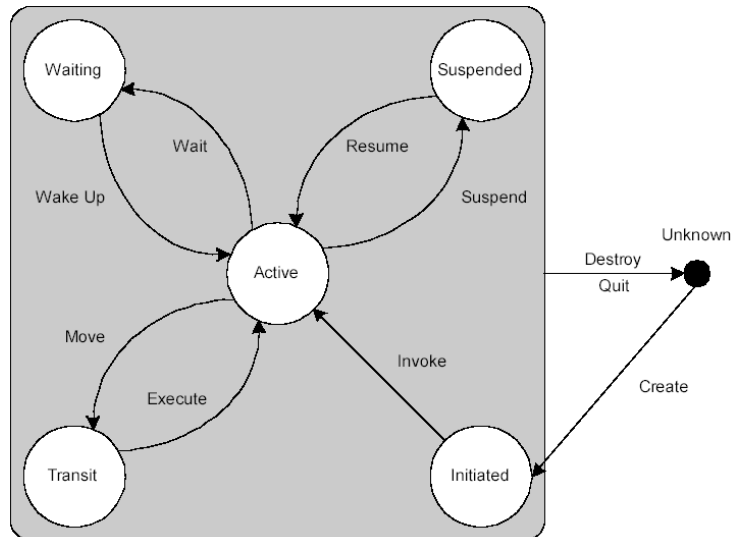 Waiting
Suspended
Wait
Resume
Wake Up
Suspend
Unknown
Destroy
Active
Quit
Move
Invoke
Create
Execute
Transit
Initiated